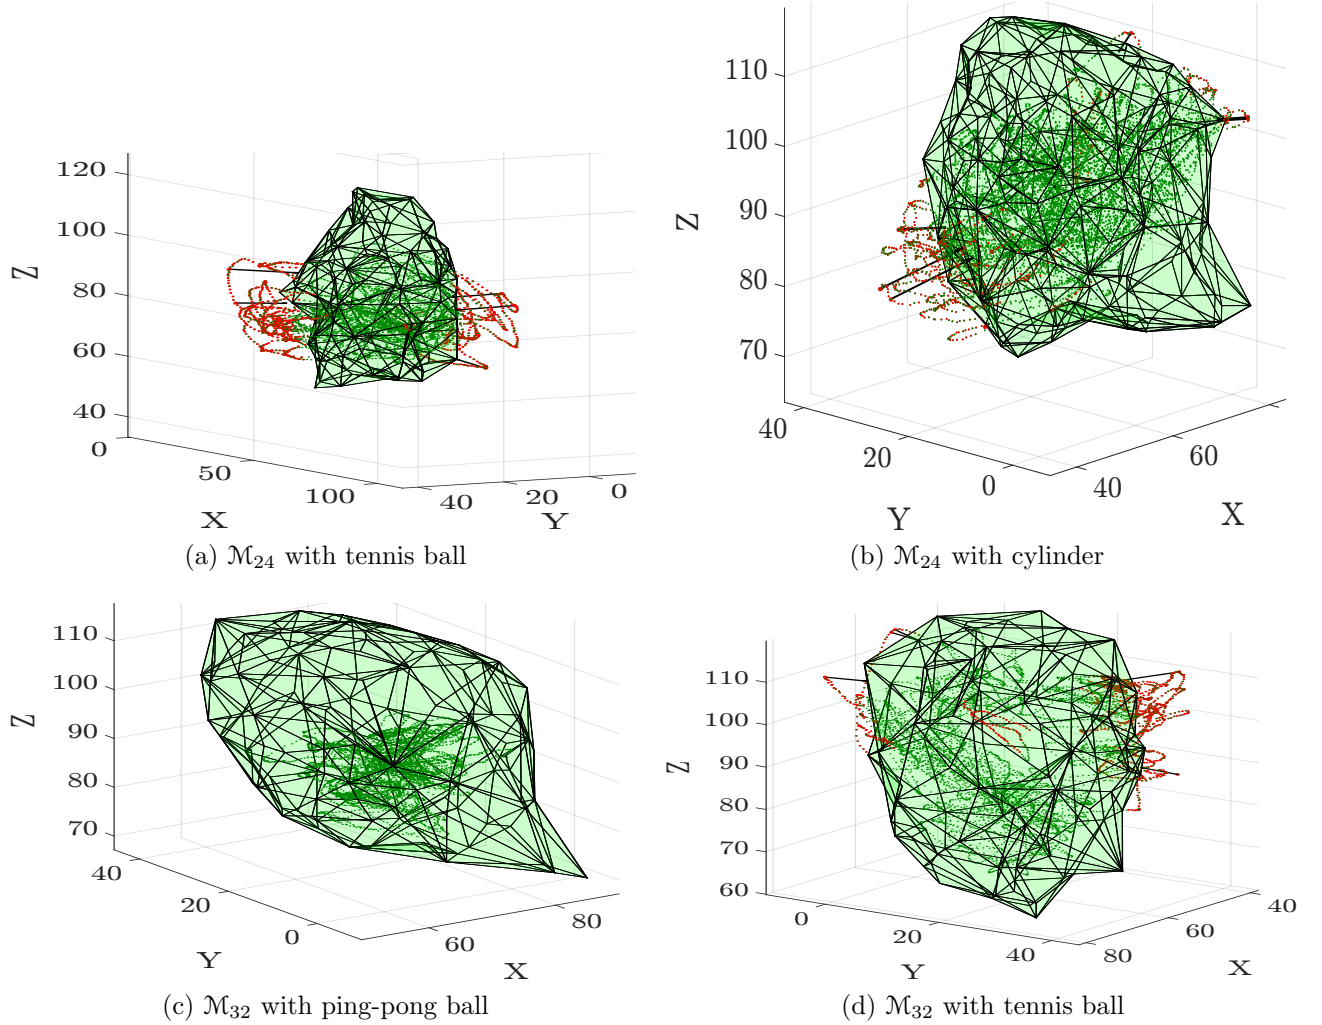 120
100
80
60
40
0
50
100
40
20
0
Z
X
Y
(a) ℳ₂₄ with tennis ball
110
100
90
80
70
40
20
0
40
60
Z
Y
X
(b) ℳ₂₄ with cylinder
110
100
90
80
70
40
20
0
60
80
Z
Y
X
(c) ℳ₃₂ with ping-pong ball
110
100
90
80
70
60
0
20
40
80
60
40
Z
Y
X
(d) ℳ₃₂ with tennis ball